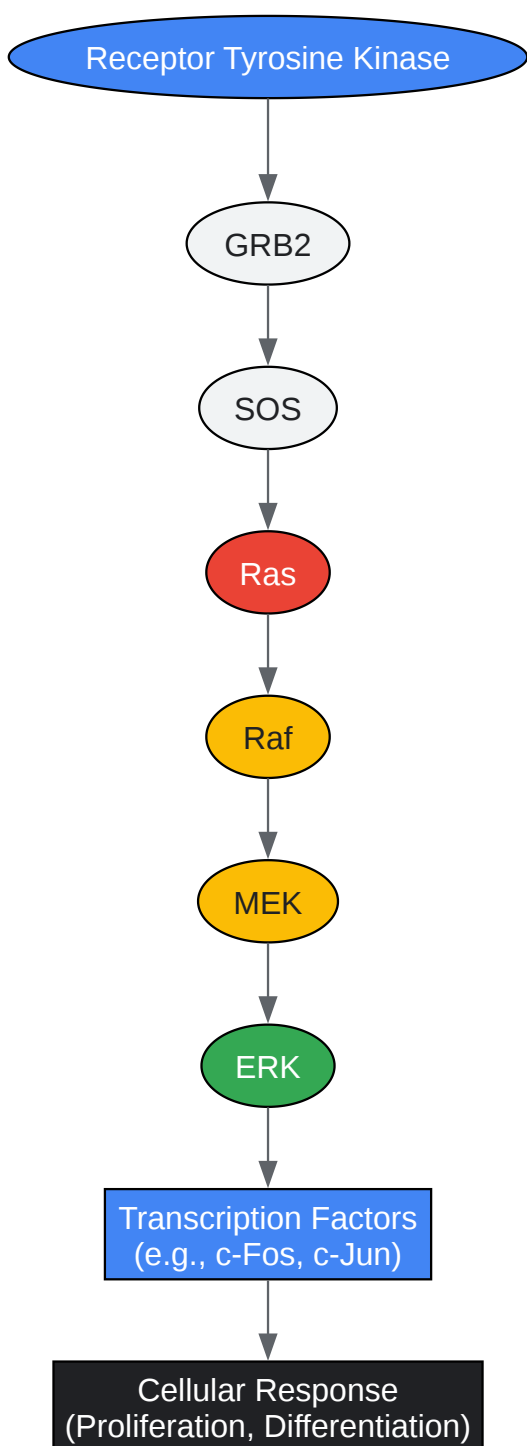 Receptor Tyrosine Kinase
GRB2
SOS
Ras
Raf
MEK
ERK
Transcription Factors
(e.g., c-Fos, c-Jun)
Cellular Response
(Proliferation, Differentiation)